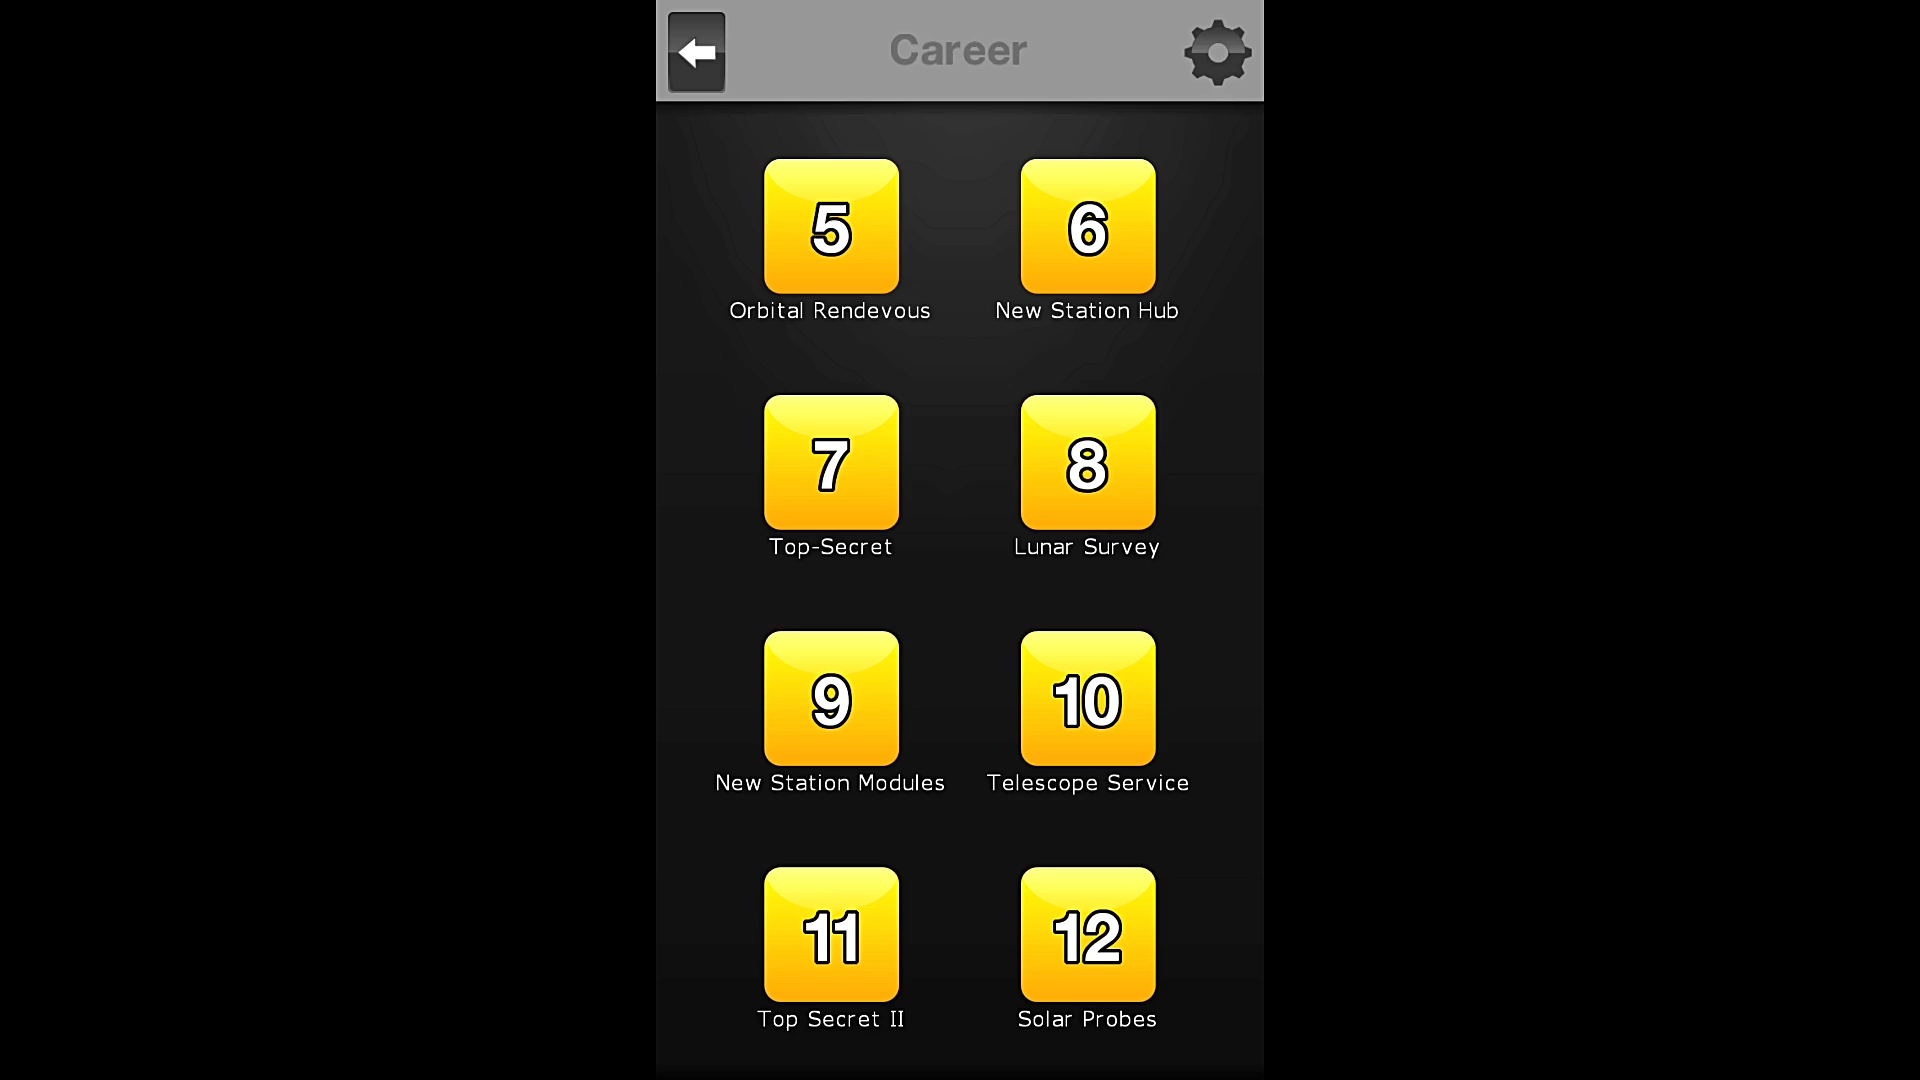 Career
5
6
Orbital Rendevous
New Station Hub
7
8
Top-Secret
Lunar Survey
9
10
New Station Modules
Telescope Service
11
12
Top Secret II
Solar Probes